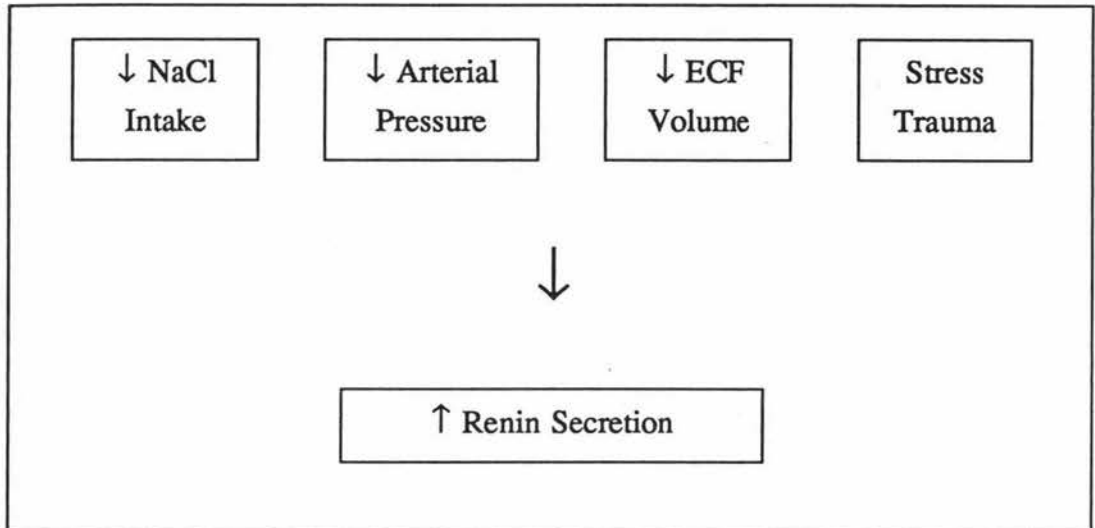 ↓ NaCl
Intake
↓ Arterial
Pressure
↓ ECF
Volume
Stress
Trauma
↓
↑ Renin Secretion